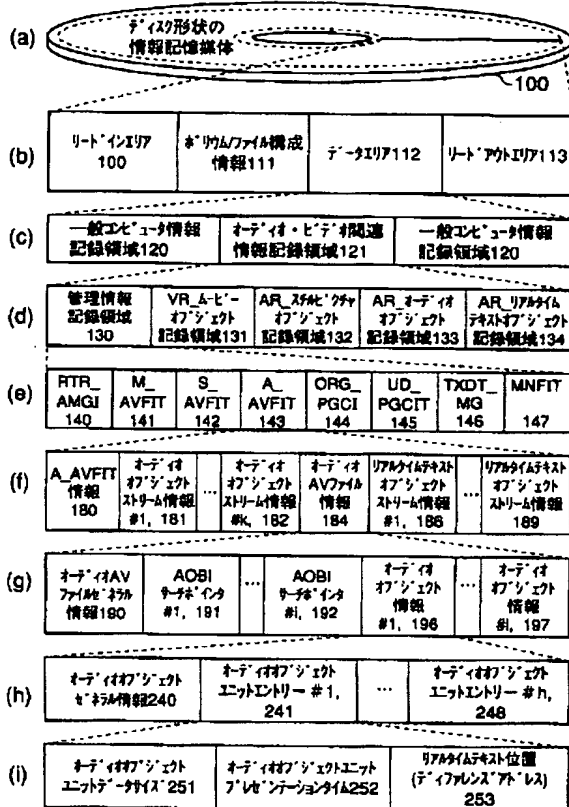 (a)
ディスク形状の
情報記憶媒体
100
(b)
リードインエリア
100
ボリウム/ファイル構成
情報111
データエリア112
リードアウトエリア113
(c)
一般コンピュータ情報
記録領域120
オーディオ・ビデオ関連
情報記録領域121
一般コンピュータ情報
記録領域120
(d)
管理情報
記録領域
130
VR_ムービー
オブジェクト
記録領域131
AR_スチルピクチャ
オブジェクト
記録領域132
AR_オーディオ
オブジェクト
記録領域133
AR_リアルタイム
テキストオブジェクト
記録領域134
(e)
RTR_
AMGI
140
M_
AVFIT
141
S_
AVFIT
142
A_
AVFIT
143
ORG_
PGCI
144
UD_
PGCIT
145
TXDT_
MG
146
MNFIT
147
(f)
A_AVFIT
情報
180
オーディオ
オブジェクト
ストリーム情報
#1, 181
…
オーディオ
オブジェクト
ストリーム情報
#k, 182
オーディオ
AVファイル
情報
184
リアルタイムテキスト
オブジェクト
ストリーム情報
#1, 186
…
リアルタイムテキスト
オブジェクト
ストリーム情報
189
(g)
オーディオAV
ファイルゼネラル
情報190
AOBI
サーチポインタ
#1, 191
…
AOBI
サーチポインタ
#i, 192
オーディオ
オブジェクト
情報
#1, 196
…
オーディオ
オブジェクト
情報
#i, 197
(h)
オーディオオブジェクト
ゼネラル情報240
オーディオオブジェクト
ユニットエントリー #1,
241
…
オーディオオブジェクト
ユニットエントリー #h,
248
(i)
オーディオオブジェクト
ユニットデータサイズ251
オーディオオブジェクトユニット
プレゼンテーションタイム252
リアルタイムテキスト位置
(ディファレンスアドレス)
253